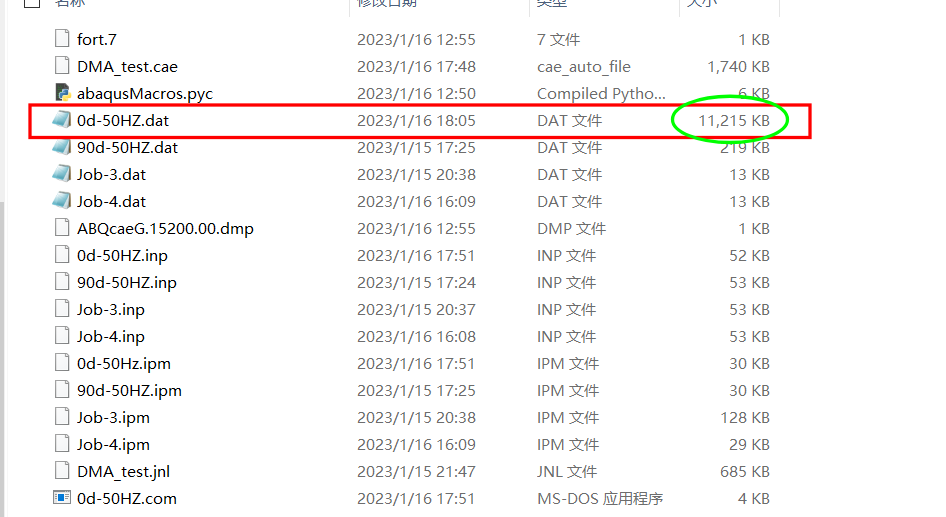 名称 修改日期 类型 大小
fort.7 2023/1/16 12:55 7 文件 1 KB
DMA_test.cae 2023/1/16 17:48 cae_auto_file 1,740 KB
abaqusMacros.pyc 2023/1/16 12:50 Compiled Pytho... 6 KB
0d-50HZ.dat 2023/1/16 18:05 DAT 文件 11,215 KB
90d-50HZ.dat 2023/1/15 17:25 DAT 文件 219 KB
Job-3.dat 2023/1/15 20:38 DAT 文件 13 KB
Job-4.dat 2023/1/16 16:09 DAT 文件 13 KB
ABQcaeG.15200.00.dmp 2023/1/16 12:55 DMP 文件 1 KB
0d-50HZ.inp 2023/1/16 17:51 INP 文件 52 KB
90d-50HZ.inp 2023/1/15 17:24 INP 文件 53 KB
Job-3.inp 2023/1/15 20:37 INP 文件 53 KB
Job-4.inp 2023/1/16 16:08 INP 文件 53 KB
0d-50Hz.ipm 2023/1/16 17:51 IPM 文件 30 KB
90d-50HZ.ipm 2023/1/15 17:25 IPM 文件 30 KB
Job-3.ipm 2023/1/15 20:38 IPM 文件 128 KB
Job-4.ipm 2023/1/16 16:09 IPM 文件 29 KB
DMA_test.jnl 2023/1/15 21:47 JNL 文件 685 KB
0d-50HZ.com 2023/1/16 17:51 MS-DOS 应用程序 4 KB